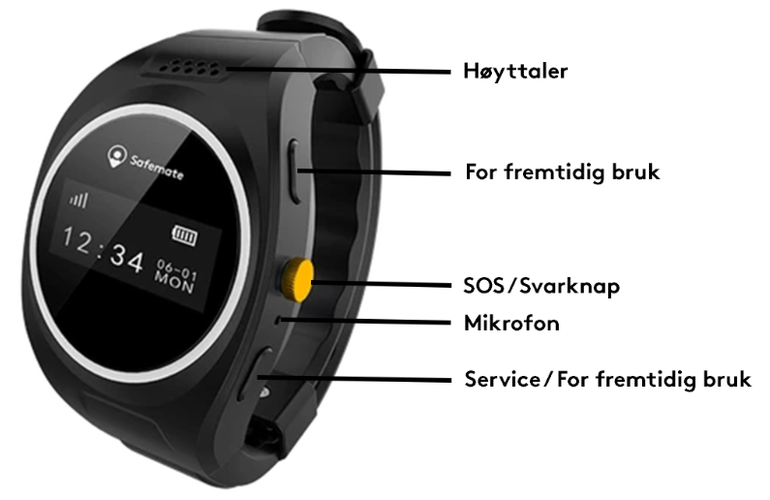 Høyttaler
Safemate
For fremtidig bruk
12:34
06-01
MON
SOS/Svarknap
Mikrofon
Service/For fremtidig bruk